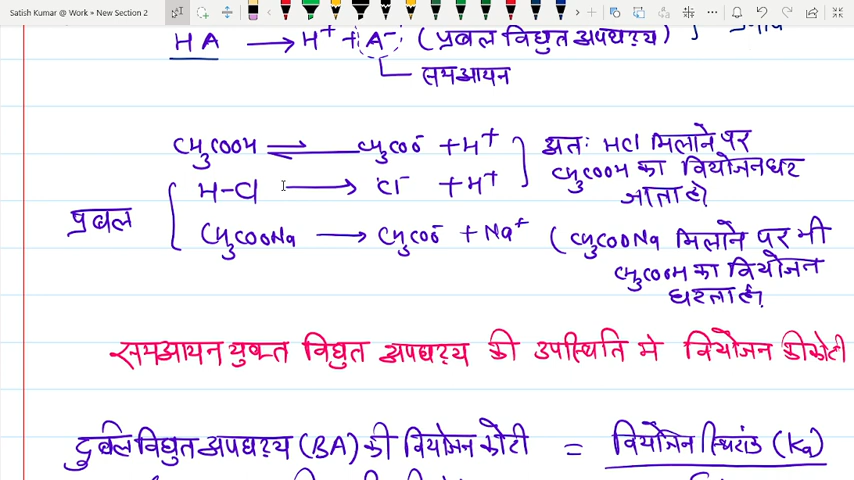 Satish Kumar @ Work » New Section 2
HA ⟶ H⁺ + A⁻ (प्रबल विद्युत अपघट्य)
समआयन
CH₃COOH ⇌ CH₃COO⁻ + H⁺
अतः HCl मिलाने पर
CH₃COOH का वियोजन घट
जाता है
प्रबल
H-Cl ⟶ Cl⁻ + H⁺
CH₃COONa ⟶ CH₃COO⁻ + Na⁺ (CH₃COONa मिलाने पर भी
CH₃COOH का वियोजन
घटता है)
समआयन युक्त विद्युत अपघट्य की उपस्थिति मे वियोजन की कोटी
दुर्बल विद्युत अपघट्य (BA) की वियोजन कोटी = वियोजन स्थिरांक (Ka)